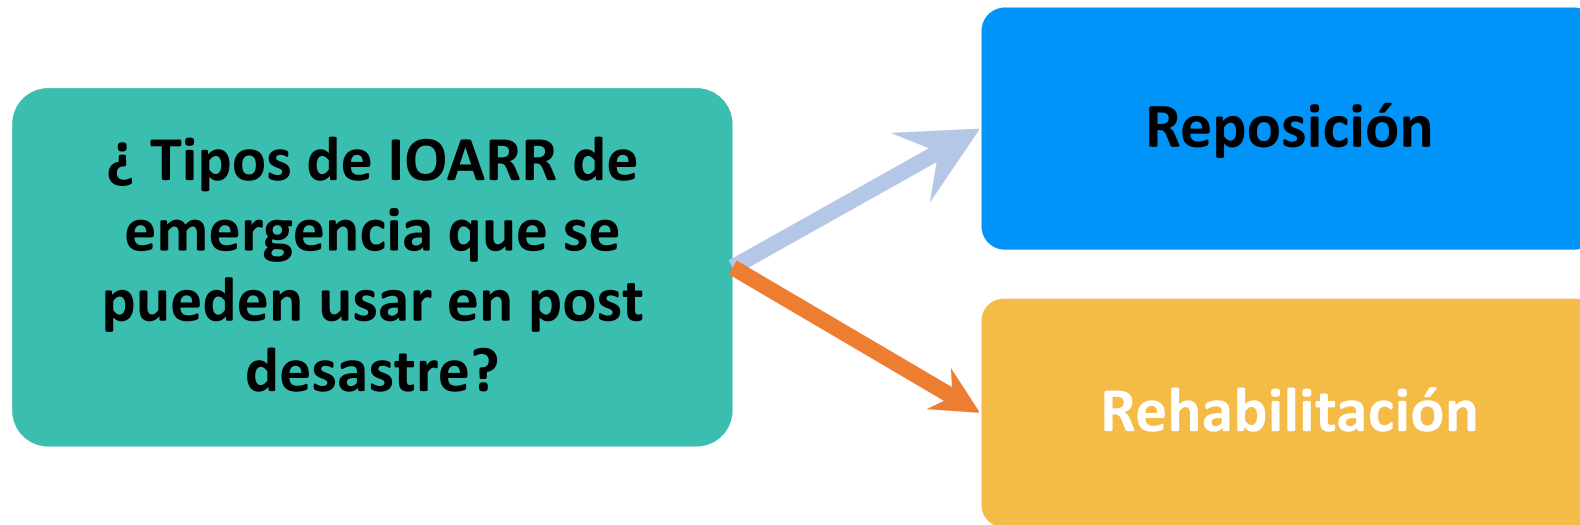 ¿ Tipos de IOARR de
emergencia que se
pueden usar en post
desastre?
Reposición
Rehabilitación